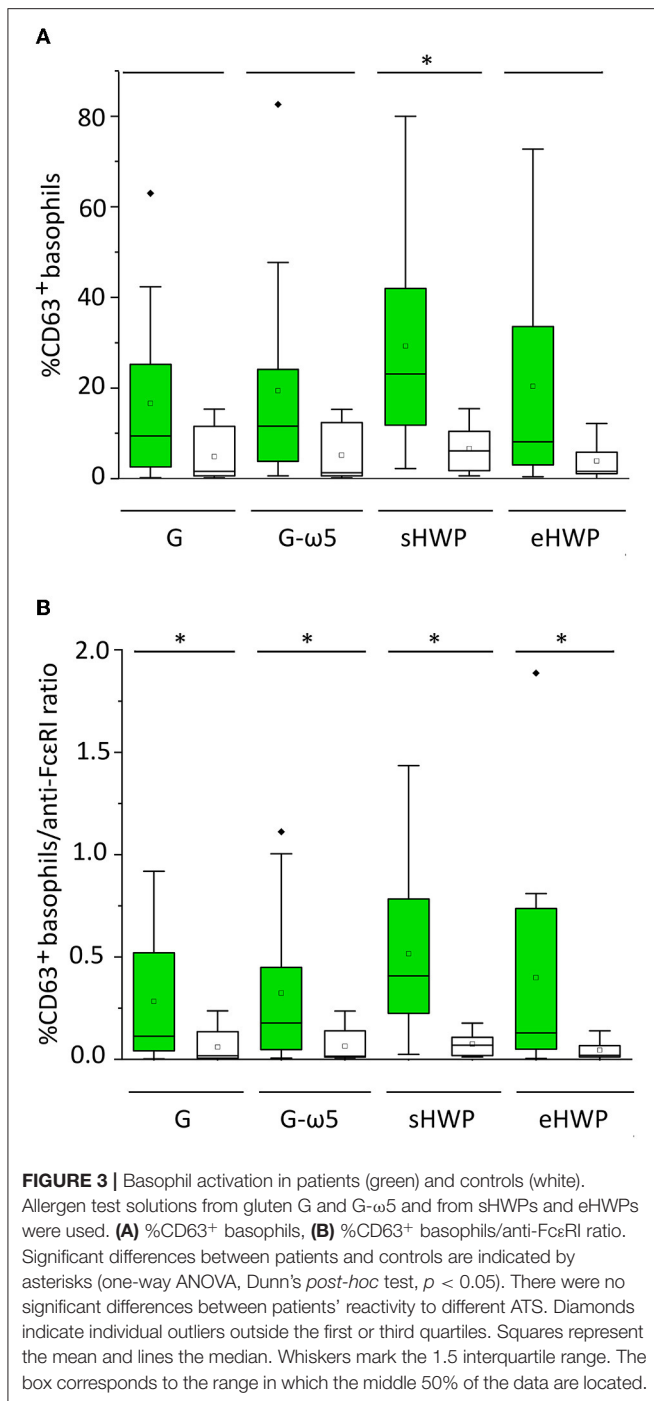 A
*
80
60
40
20
0
%CD63⁺ basophils
G G-ω5 sHWP eHWP
B
* * * *
2.0
1.5
1.0
0.5
0.0
%CD63⁺ basophils/anti-FcεRI ratio
G G-ω5 sHWP eHWP
FIGURE 3 | Basophil activation in patients (green) and controls (white).
Allergen test solutions from gluten G and G-ω5 and from sHWPs and eHWPs
were used. (A) %CD63⁺ basophils, (B) %CD63⁺ basophils/anti-FcεRI ratio.
Significant differences between patients and controls are indicated by
asterisks (one-way ANOVA, Dunn's post-hoc test, p < 0.05). There were no
significant differences between patients' reactivity to different ATS. Diamonds
indicate individual outliers outside the first or third quartiles. Squares represent
the mean and lines the median. Whiskers mark the 1.5 interquartile range. The
box corresponds to the range in which the middle 50% of the data are located.